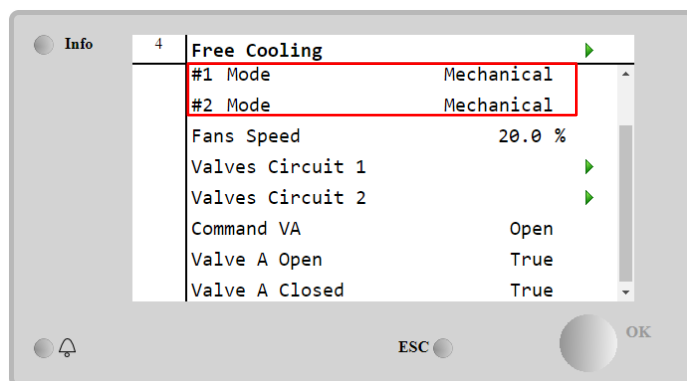 Info
4 Free Cooling
#1 Mode Mechanical
#2 Mode Mechanical
Fans Speed 20.0 %
Valves Circuit 1
Valves Circuit 2
Command VA Open
Valve A Open True
Valve A Closed True
OK
ESC